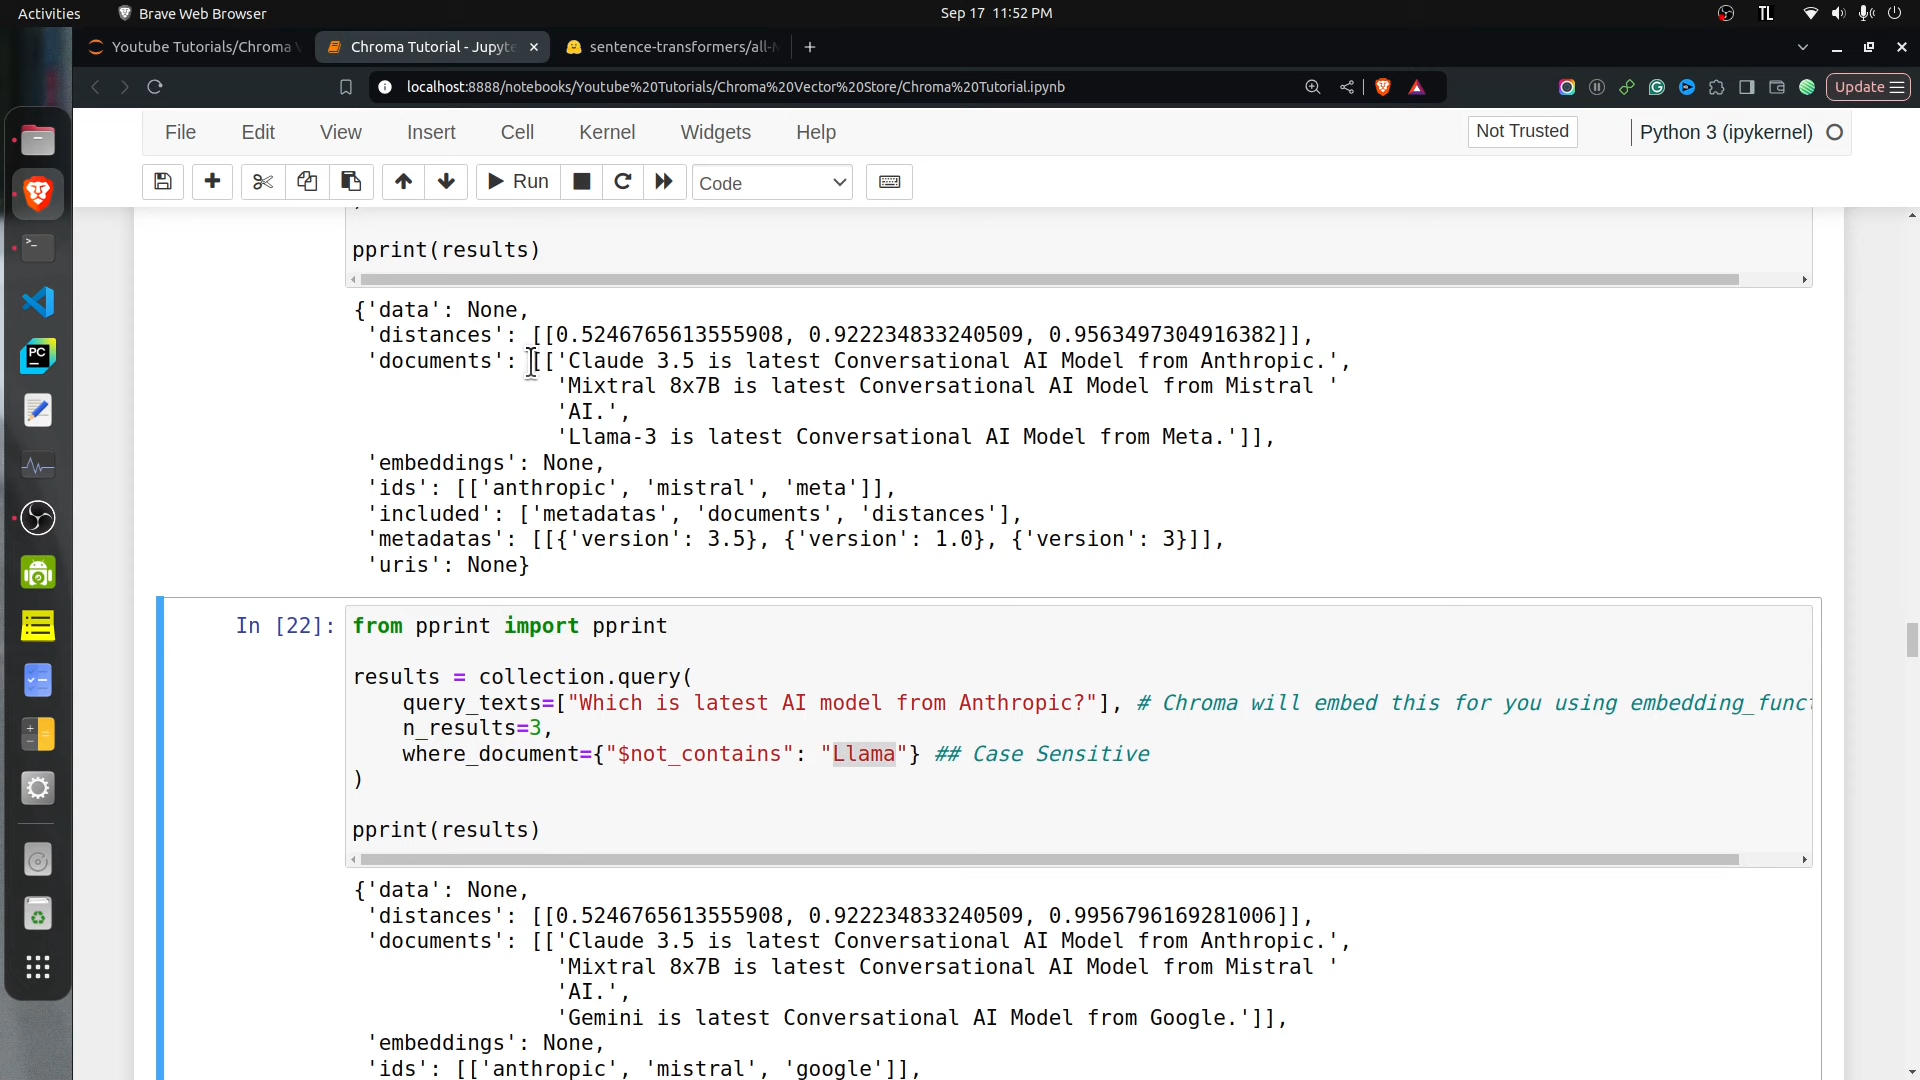 Activities
Brave Web Browser
Sep 17 11:52 PM
TL
Youtube Tutorials/Chroma
Chroma Tutorial - Jupyte
sentence-transformers/all-
localhost:8888/notebooks/Youtube%20Tutorials/Chroma%20Vector%20Store/Chroma%20Tutorial.ipynb
Update
File Edit View Insert Cell Kernel Widgets Help
Not Trusted
Python 3 (ipykernel)
Run
Code
pprint(results)
{'data': None,
'distances': [[0.5246765613555908, 0.922234833240509, 0.9563497304916382]],
'documents': [['Claude 3.5 is latest Conversational AI Model from Anthropic.',
'Mixtral 8x7B is latest Conversational AI Model from Mistral '
'AI.',
'Llama-3 is latest Conversational AI Model from Meta.']],
'embeddings': None,
'ids': [['anthropic', 'mistral', 'meta']],
'included': ['metadatas', 'documents', 'distances'],
'metadatas': [[{'version': 3.5}, {'version': 1.0}, {'version': 3}]],
'uris': None}
In [22]:
from pprint import pprint
results = collection.query(
query_texts=["Which is latest AI model from Anthropic?"], # Chroma will embed this for you using embedding_funct
n_results=3,
where_document={"$not_contains": "Llama"} ## Case Sensitive
)
pprint(results)
{'data': None,
'distances': [[0.5246765613555908, 0.922234833240509, 0.9956796169281006]],
'documents': [['Claude 3.5 is latest Conversational AI Model from Anthropic.',
'Mixtral 8x7B is latest Conversational AI Model from Mistral '
'AI.',
'Gemini is latest Conversational AI Model from Google.']],
'embeddings': None,
'ids': [['anthropic', 'mistral', 'google']],